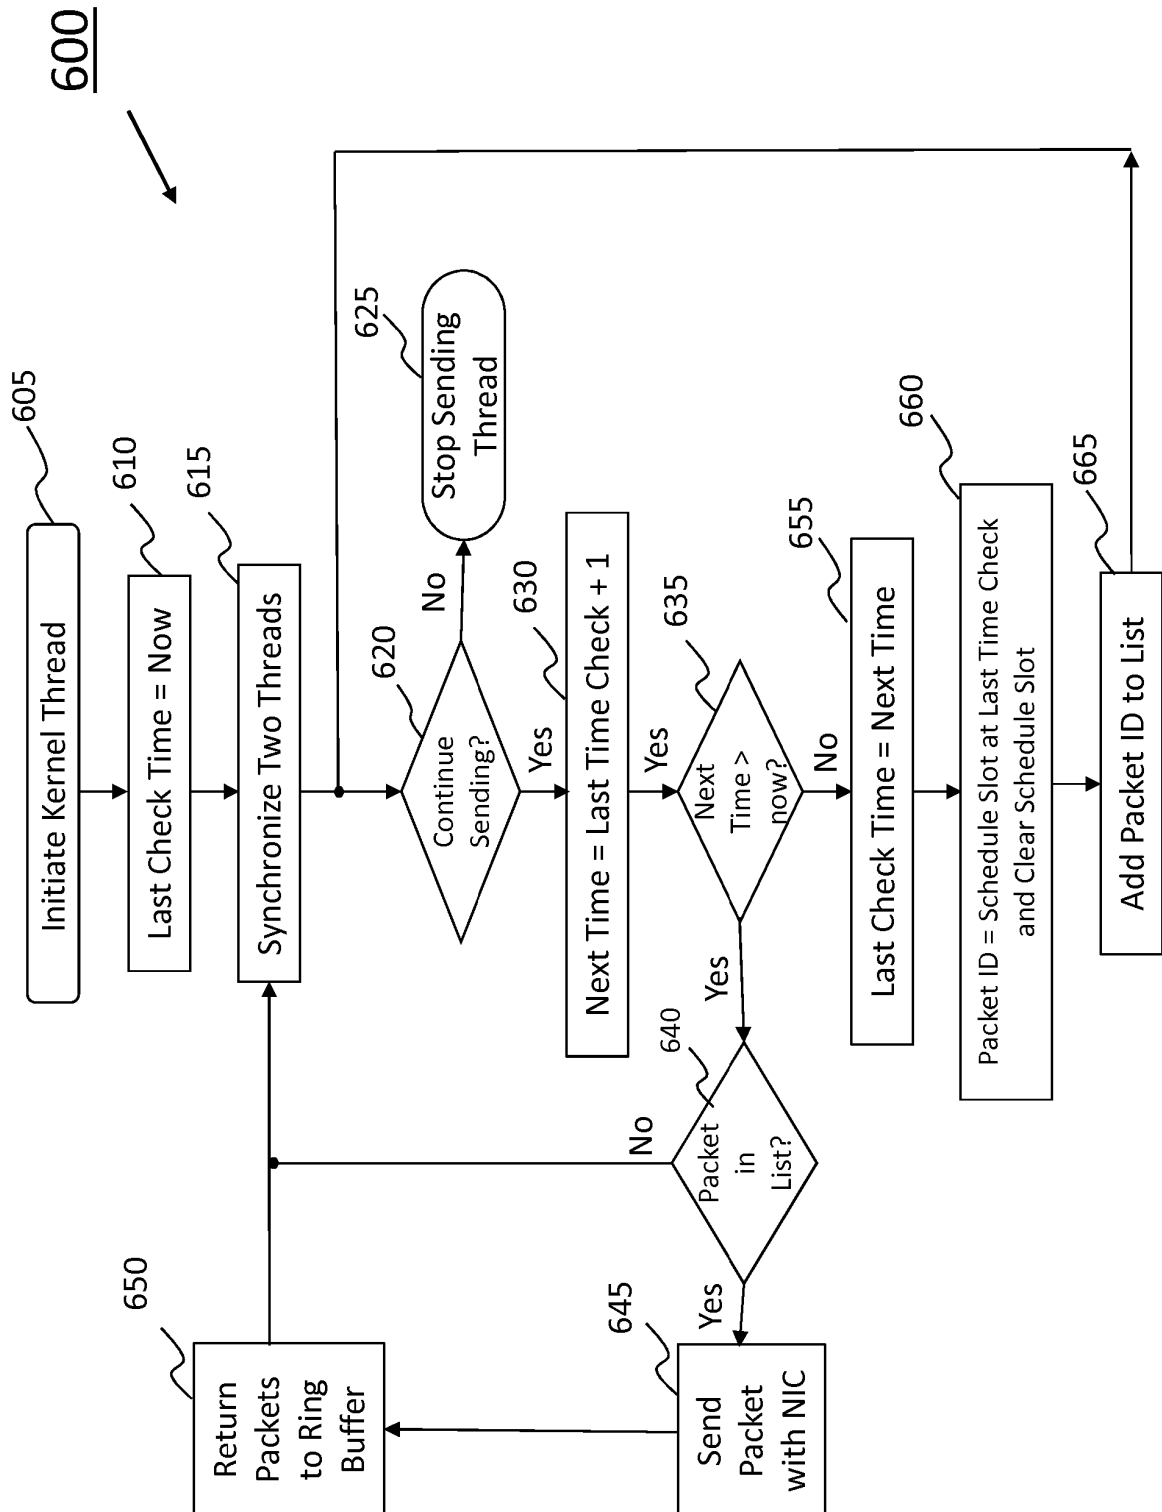 600
Initiate Kernel Thread
605
Last Check Time = Now
610
Synchronize Two Threads
615
Continue
Sending?
620
No
Stop Sending
Thread
625
Yes
Next Time = Last Time Check + 1
630
Yes
Next
Time >
now?
635
Yes
No
Packet
in
List?
640
No
Yes
Send
Packet
with NIC
645
Return
Packets
to Ring
Buffer
650
Last Check Time = Next Time
655
Packet ID = Schedule Slot at Last Time Check
and Clear Schedule Slot
660
Add Packet ID to List
665